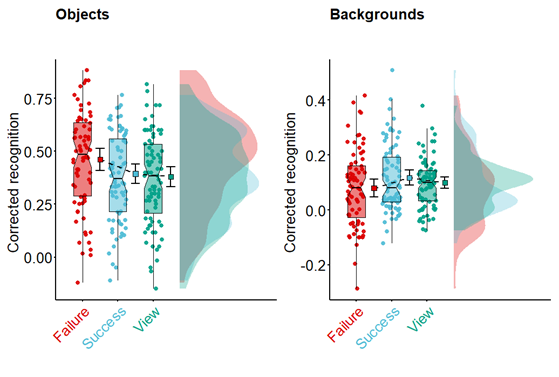 Objects
Backgrounds
Corrected recognition
0.75
0.50
0.25
0.00
Failure
Success
View
Corrected recognition
0.4
0.2
0.0
-0.2
Failure
Success
View